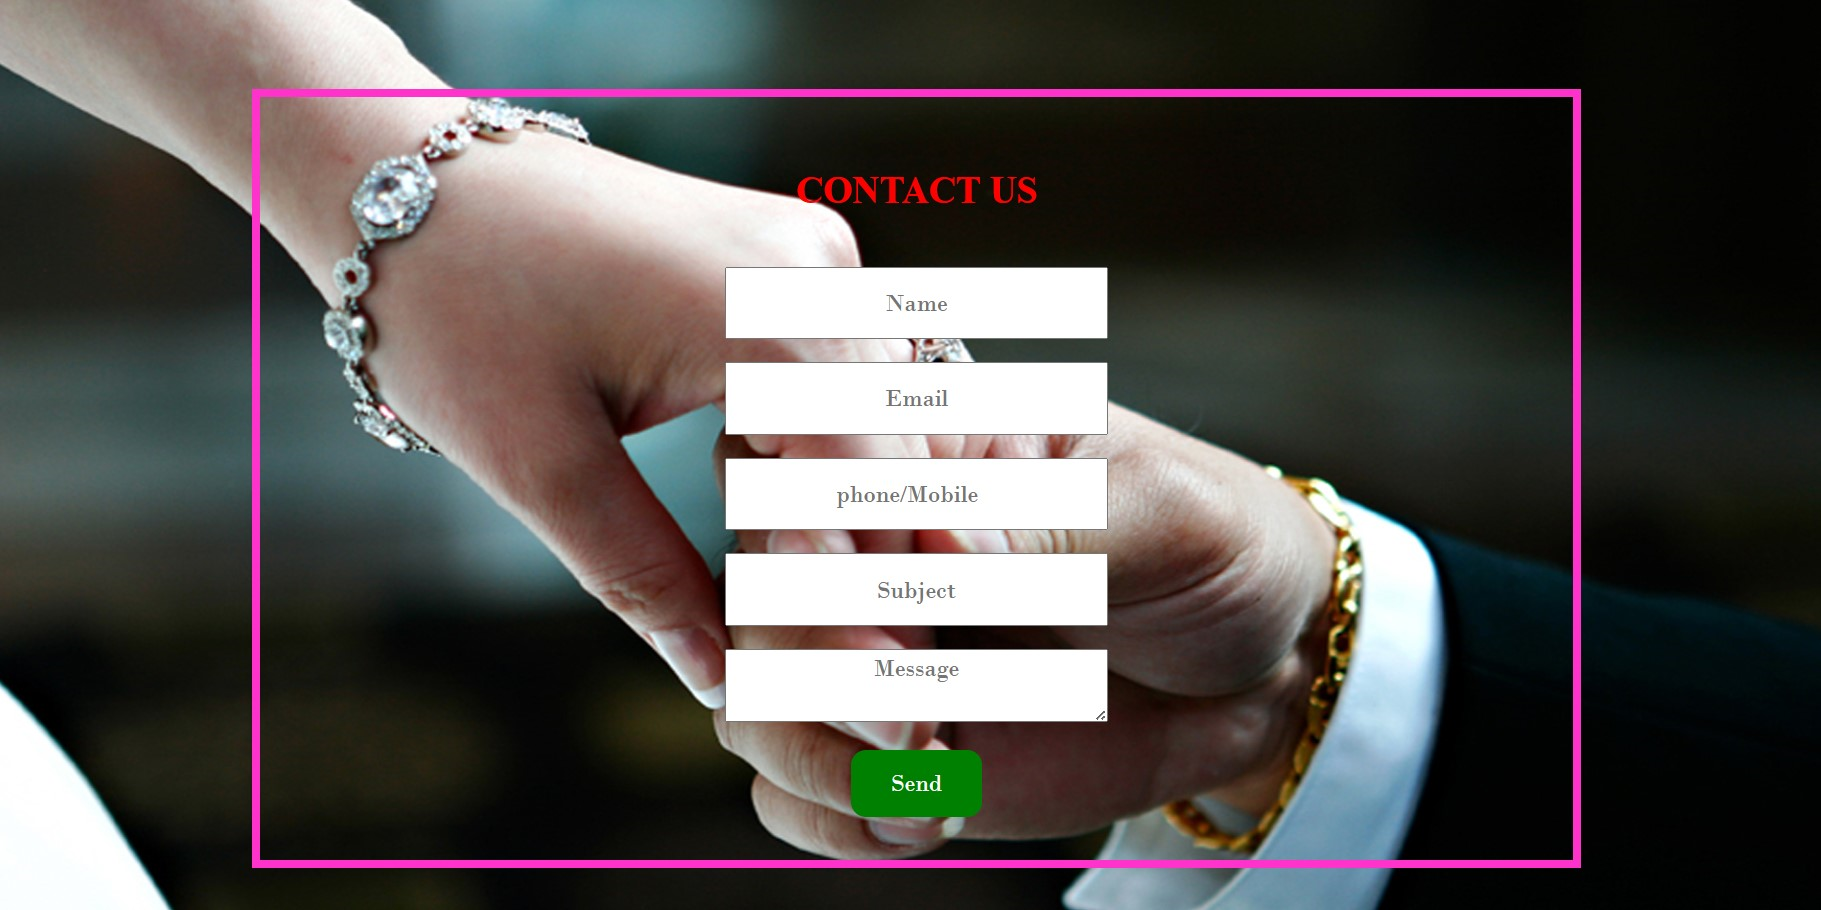 CONTACT US
Name
Email
phone/Mobile
Subject
Message
Send